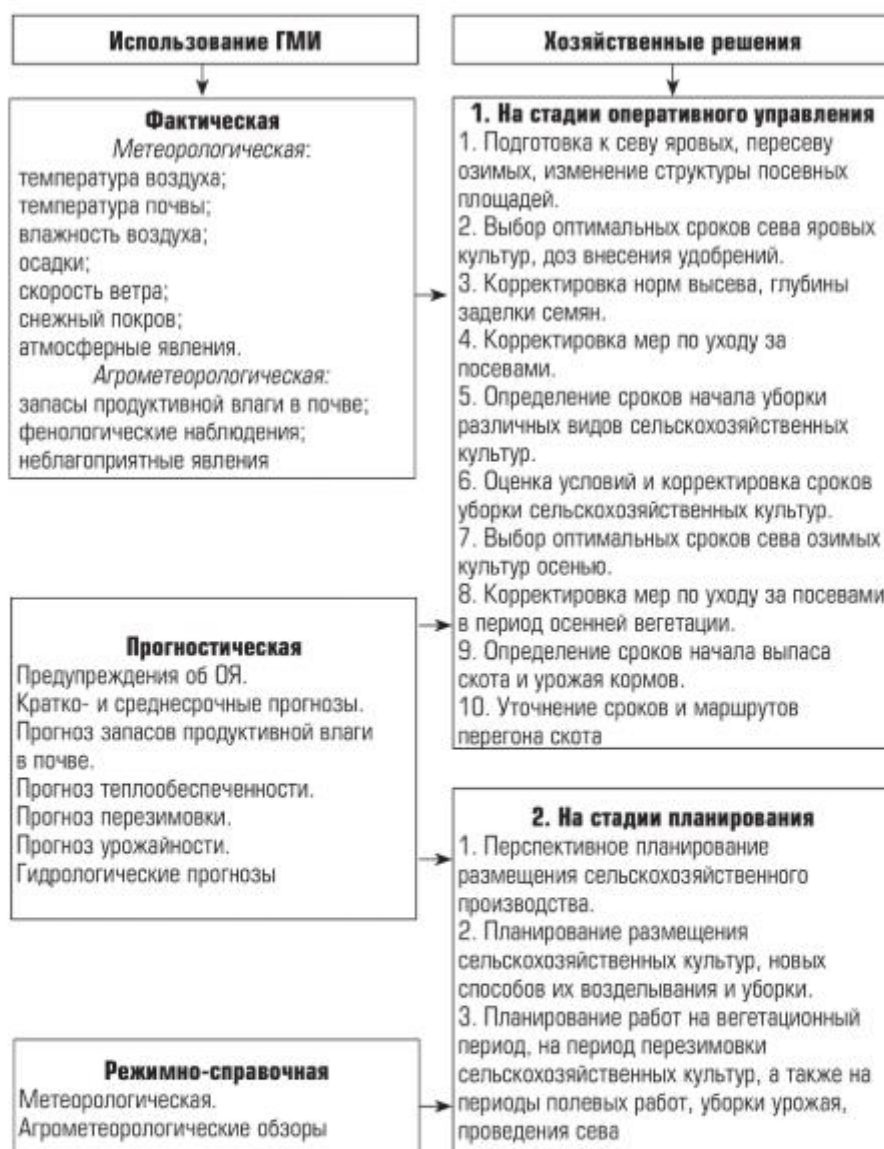 Использование ГМИ
Фактическая
Метеорологическая:
температура воздуха;
температура почвы;
влажность воздуха;
осадки;
скорость ветра;
снежный покров;
атмосферные явления.
Агрометеорологическая:
запасы продуктивной влаги в почве;
фенологические наблюдения;
неблагоприятные явления
Прогностическая
Предупреждения об ОЯ.
Кратко- и среднесрочные прогнозы.
Прогноз запасов продуктивной влаги
в почве.
Прогноз теплообеспеченности.
Прогноз перезимовки.
Прогноз урожайности.
Гидрологические прогнозы
Режимно-справочная
Метеорологическая.
Агрометеорологические обзоры
Хозяйственные решения
1. На стадии оперативного управления
1. Подготовка к севу яровых, пересеву
озимых, изменение структуры посевных
площадей.
2. Выбор оптимальных сроков сева яровых
культур, доз внесения удобрений.
3. Корректировка норм высева, глубины
заделки семян.
4. Корректировка мер по уходу за
посевами.
5. Определение сроков начала уборки
различных видов сельскохозяйственных
культур.
6. Оценка условий и корректировка сроков
уборки сельскохозяйственных культур.
7. Выбор оптимальных сроков сева озимых
культур осенью.
8. Корректировка мер по уходу за посевами
в период осенней вегетации.
9. Определение сроков начала выпаса
скота и урожая кормов.
10. Уточнение сроков и маршрутов
перегона скота
2. На стадии планирования
1. Перспективное планирование
размещения сельскохозяйственного
производства.
2. Планирование размещения
сельскохозяйственных культур, новых
способов их возделывания и уборки.
3. Планирование работ на вегетационный
период, на период перезимовки
сельскохозяйственных культур, а также на
периоды полевых работ, уборки урожая,
проведения сева